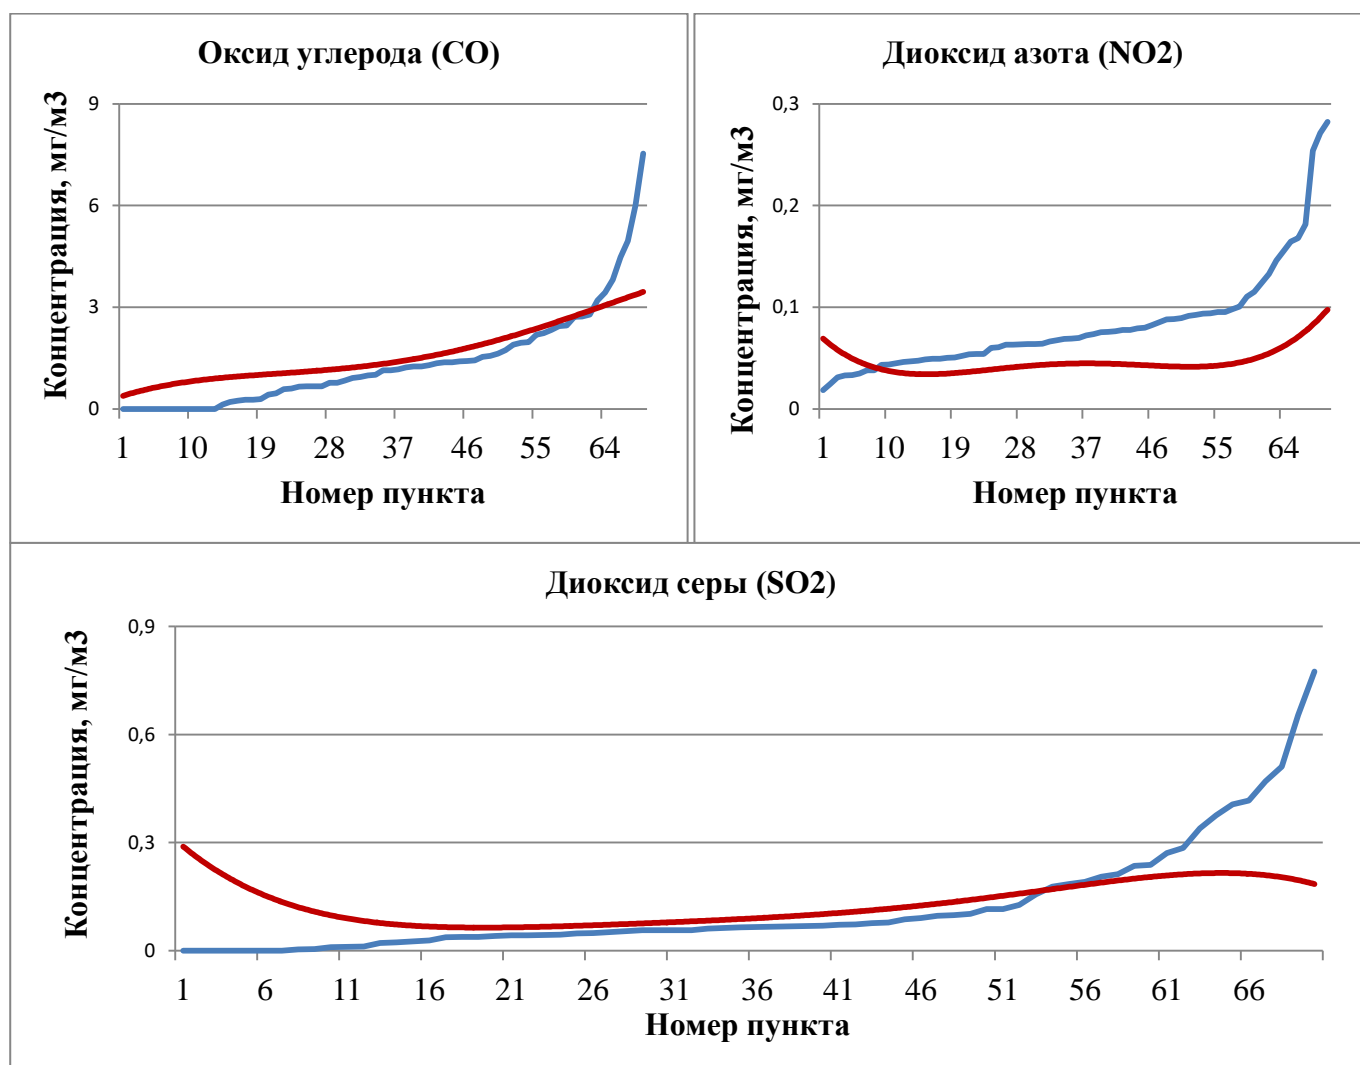 Оксид углерода (CO)
Концентрация, мг/м3
9
6
3
0
1 10 19 28 37 46 55 64
Номер пункта
Диоксид азота (NO2)
Концентрация, мг/м3
0,3
0,2
0,1
0
1 10 19 28 37 46 55 64
Номер пункта
Диоксид серы (SO2)
Концентрация, мг/м3
0,9
0,6
0,3
0
1 6 11 16 21 26 31 36 41 46 51 56 61 66
Номер пункта